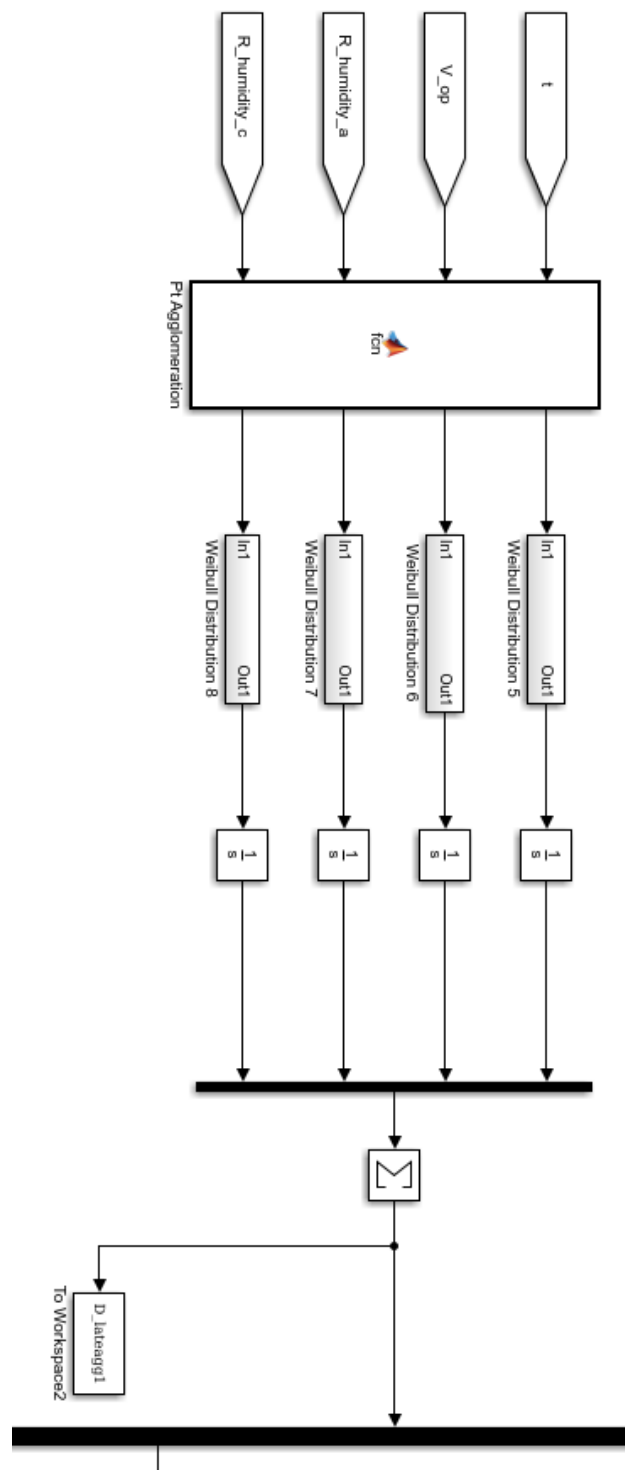 t
V_op
R_humidity_a
R_humidity_c
fcn
Pt Agglomeration
In1
Out1
Weibull Distribution 5
In1
Out1
Weibull Distribution 6
In1
Out1
Weibull Distribution 7
In1
Out1
Weibull Distribution 8
1
s
1
s
1
s
1
s
Σ
D_lateagg1
To Workspace2